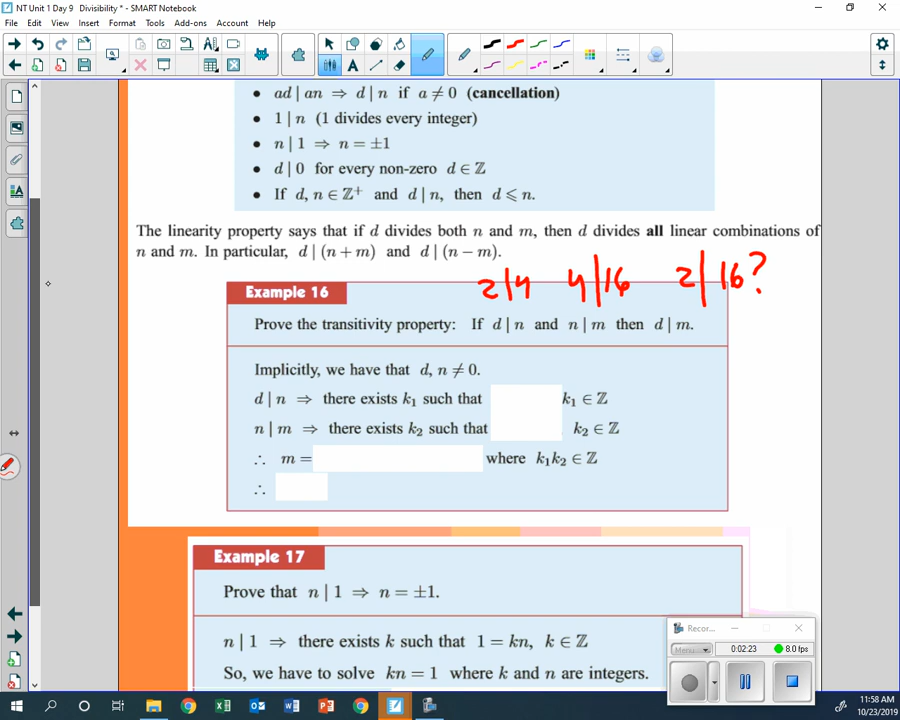 NT Unit 1 Day 9 Divisibility * - SMART Notebook
File Edit View Insert Format Tools Add-ons Account Help
• ad | an ⇒ d | n if a ≠ 0 (cancellation)
• 1 | n (1 divides every integer)
• n | 1 ⇒ n = ±1
• d | 0 for every non-zero d ∈ ℤ
• If d, n ∈ ℤ⁺ and d | n, then d ⩽ n.
The linearity property says that if d divides both n and m, then d divides all linear combinations of
n and m. In particular, d | (n + m) and d | (n − m).
2|4 4|16 2|16?
Example 16
Prove the transitivity property: If d | n and n | m then d | m.
Implicitly, we have that d, n ≠ 0.
d | n ⇒ there exists k₁ such that k₁ ∈ ℤ
n | m ⇒ there exists k₂ such that k₂ ∈ ℤ
∴ m = where k₁k₂ ∈ ℤ
∴
Example 17
Prove that n | 1 ⇒ n = ±1.
n | 1 ⇒ there exists k such that 1 = kn, k ∈ ℤ
So, we have to solve kn = 1 where k and n are integers.
Recor...
Menu
0:02:23 8.0 fps
11:58 AM
10/23/2019